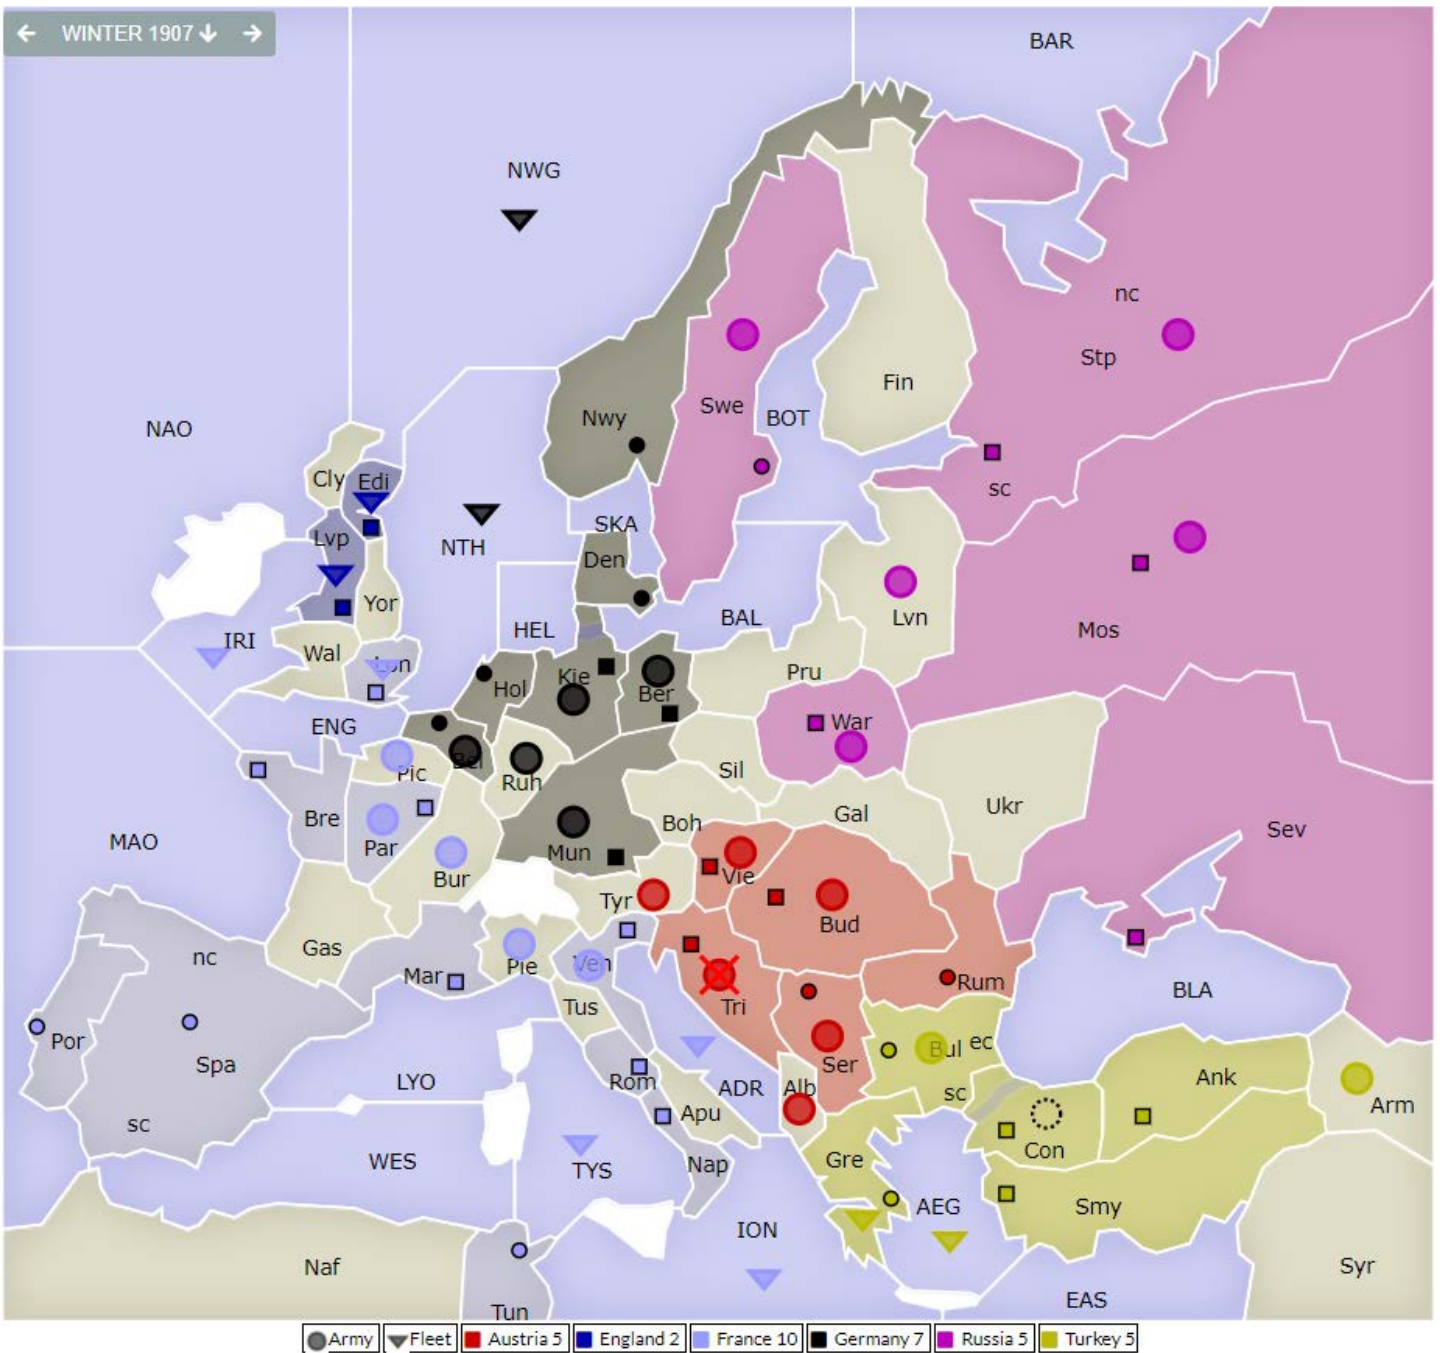 WINTER 1907
BAR
NWG
nc
Stp
Fin
Swe
Nwy
BOT
NAO
Cly
Edi
sc
SKA
Lvp
NTH
Den
Yor
Lvn
BAL
Mos
HEL
IRI
Wal
Lon
Pru
Kie
Hol
Ber
War
ENG
Bel
Pic
Sil
Ruh
Ukr
Gal
Bre
Boh
Sev
MAO
Par
Mun
Vie
Bur
Tyr
Bud
Gas
nc
Ven
Pie
Mar
Rum
BLA
Tus
Tri
Por
Bul
ec
Spa
Ser
Ank
LYO
Rom
ADR
Alb
sc
Arm
Apu
sc
Con
WES
TYS
Nap
Gre
AEG
Smy
ION
Naf
Syr
EAS
Tun
Army Fleet Austria 5 England 2 France 10 Germany 7 Russia 5 Turkey 5